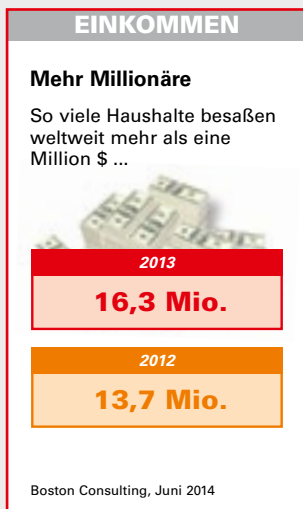 EINKOMMEN
Mehr Millionäre
So viele Haushalte besaßen
weltweit mehr als eine
Million $ ...
2013
16,3 Mio.
2012
13,7 Mio.
Boston Consulting, Juni 2014